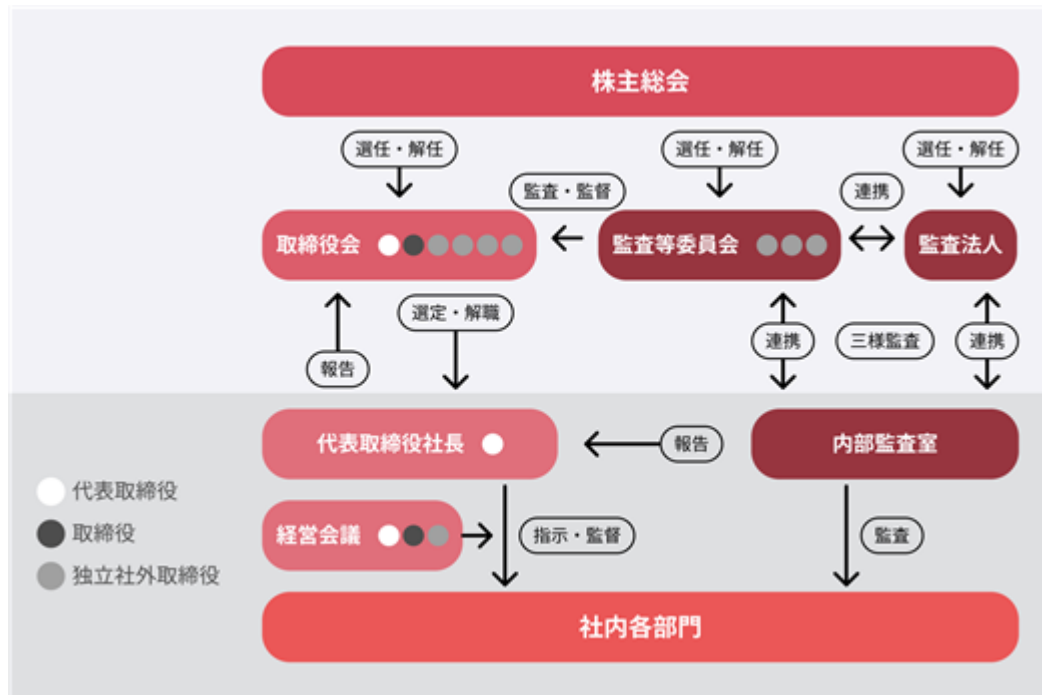 株主総会
選任・解任
選任・解任
選任・解任
監査・監督
連携
取締役会
監査等委員会
監査法人
選定・解職
報告
連携
三様監査
連携
代表取締役社長
報告
内部監査室
代表取締役
取締役
独立社外取締役
経営会議
指示・監督
監査
社内各部門